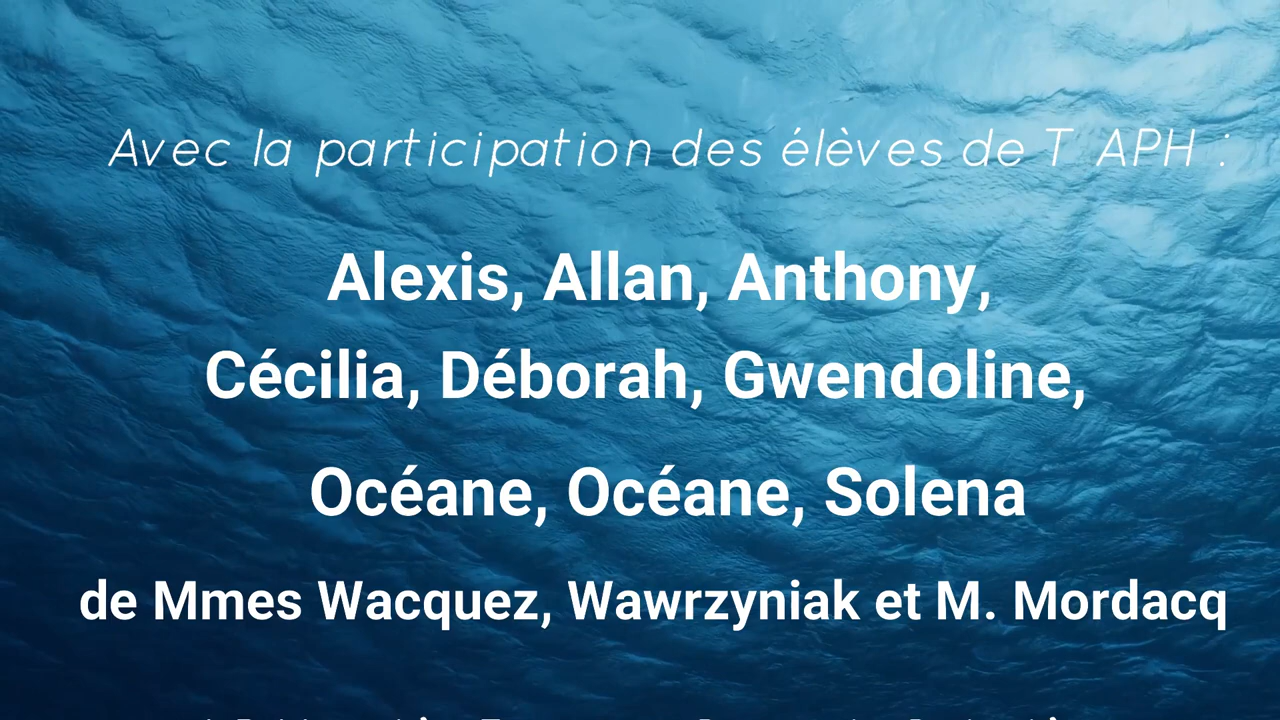 Avec la participation des élèves de T APH :
Alexis, Allan, Anthony,
Cécilia, Déborah, Gwendoline,
Océane, Océane, Solena
de Mmes Wacquez, Wawrzyniak et M. Mordacq